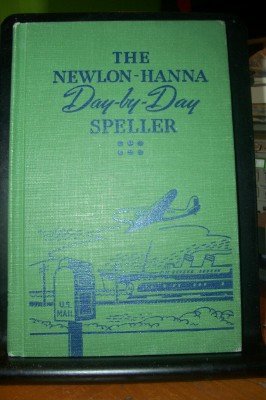 THE
NEWLON-HANNA
Day-by-Day
SPELLER
U.S.
MAIL